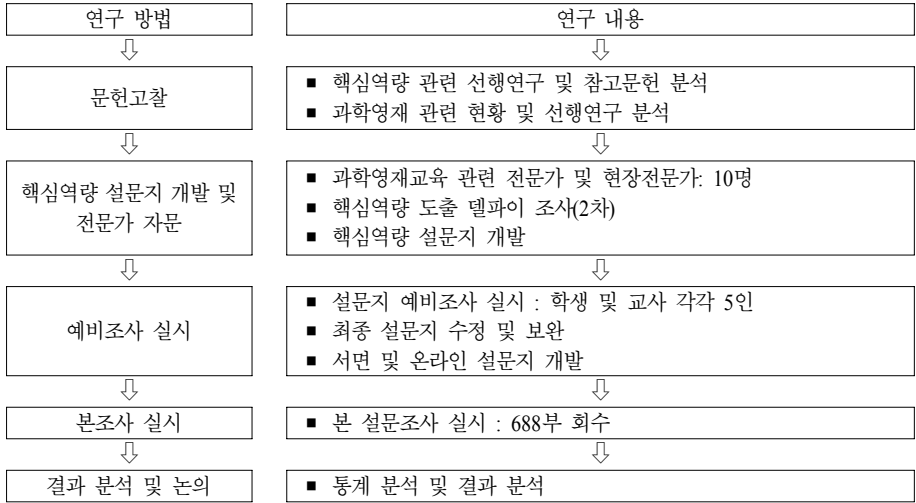 연구 방법
연구 내용
문헌고찰
■ 핵심역량 관련 선행연구 및 참고문헌 분석
■ 과학영재 관련 현황 및 선행연구 분석
핵심역량 설문지 개발 및
전문가 자문
■ 과학영재교육 관련 전문가 및 현장전문가: 10명
■ 핵심역량 도출 델파이 조사(2차)
■ 핵심역량 설문지 개발
예비조사 실시
■ 설문지 예비조사 실시 : 학생 및 교사 각각 5인
■ 최종 설문지 수정 및 보완
■ 서면 및 온라인 설문지 개발
본조사 실시
■ 본 설문조사 실시 : 688부 회수
결과 분석 및 논의
■ 통계 분석 및 결과 분석